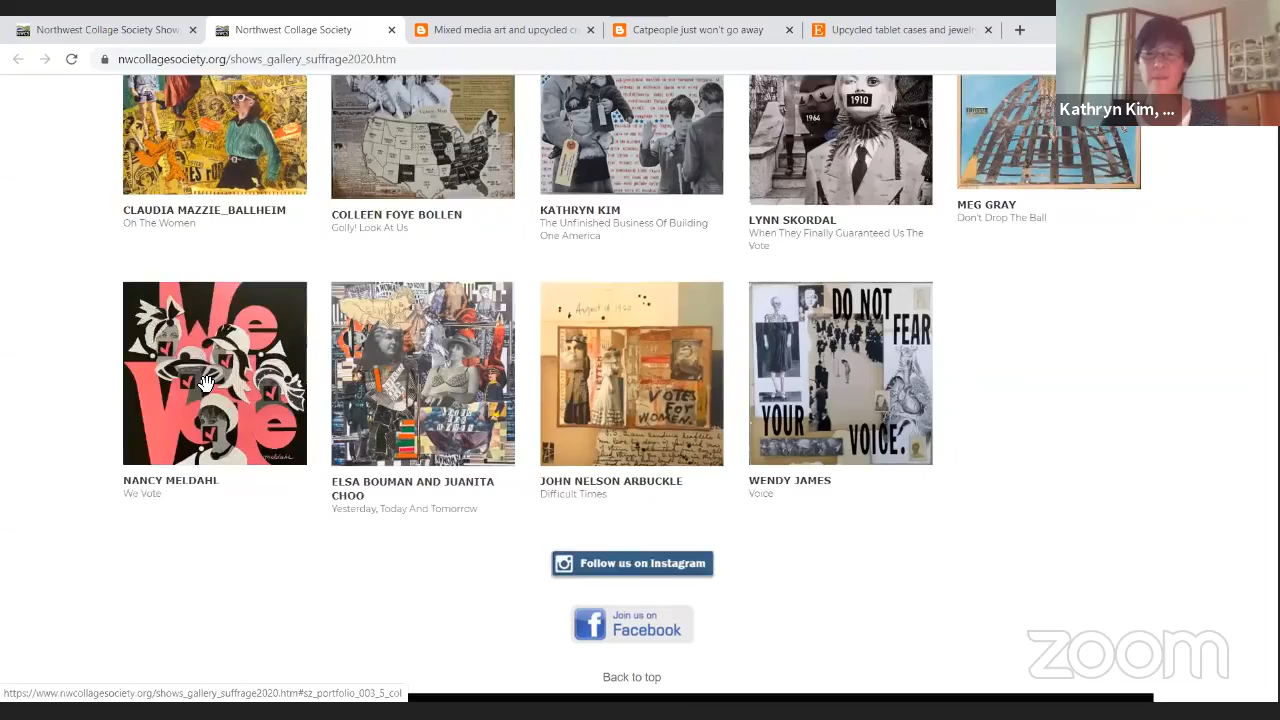 Northwest Collage Society Show
Northwest Collage Society
Mixed media art and upcycled c
Catpeople just won't go away
Upcycled tablet cases and jewel
nwcollagesociety.org/shows_gallery_suffrage2020.htm
Kathryn Kim, ...
1910
1964
CLAUDIA MAZZIE_BALLHEIM
Oh The Women
COLLEEN FOYE BOLLEN
Golly! Look At Us
KATHRYN KIM
The Unfinished Business Of Building
One America
LYNN SKORDAL
When They Finally Guaranteed Us The
Vote
MEG GRAY
Don't Drop The Ball
We
Vote
August 18 1920
VOTES
FOR
WOMEN.
DO NOT
FEAR
YOUR
VOICE.
NANCY MELDAHL
We Vote
ELSA BOUMAN AND JUANITA
CHOO
Yesterday, Today And Tomorrow
JOHN NELSON ARBUCKLE
Difficult Times
WENDY JAMES
Voice
Follow us on Instagram
Join us on
Facebook
zoom
Back to top
https://www.nwcollagesociety.org/shows_gallery_suffrage2020.htm#sz_portfolio_003_5_col